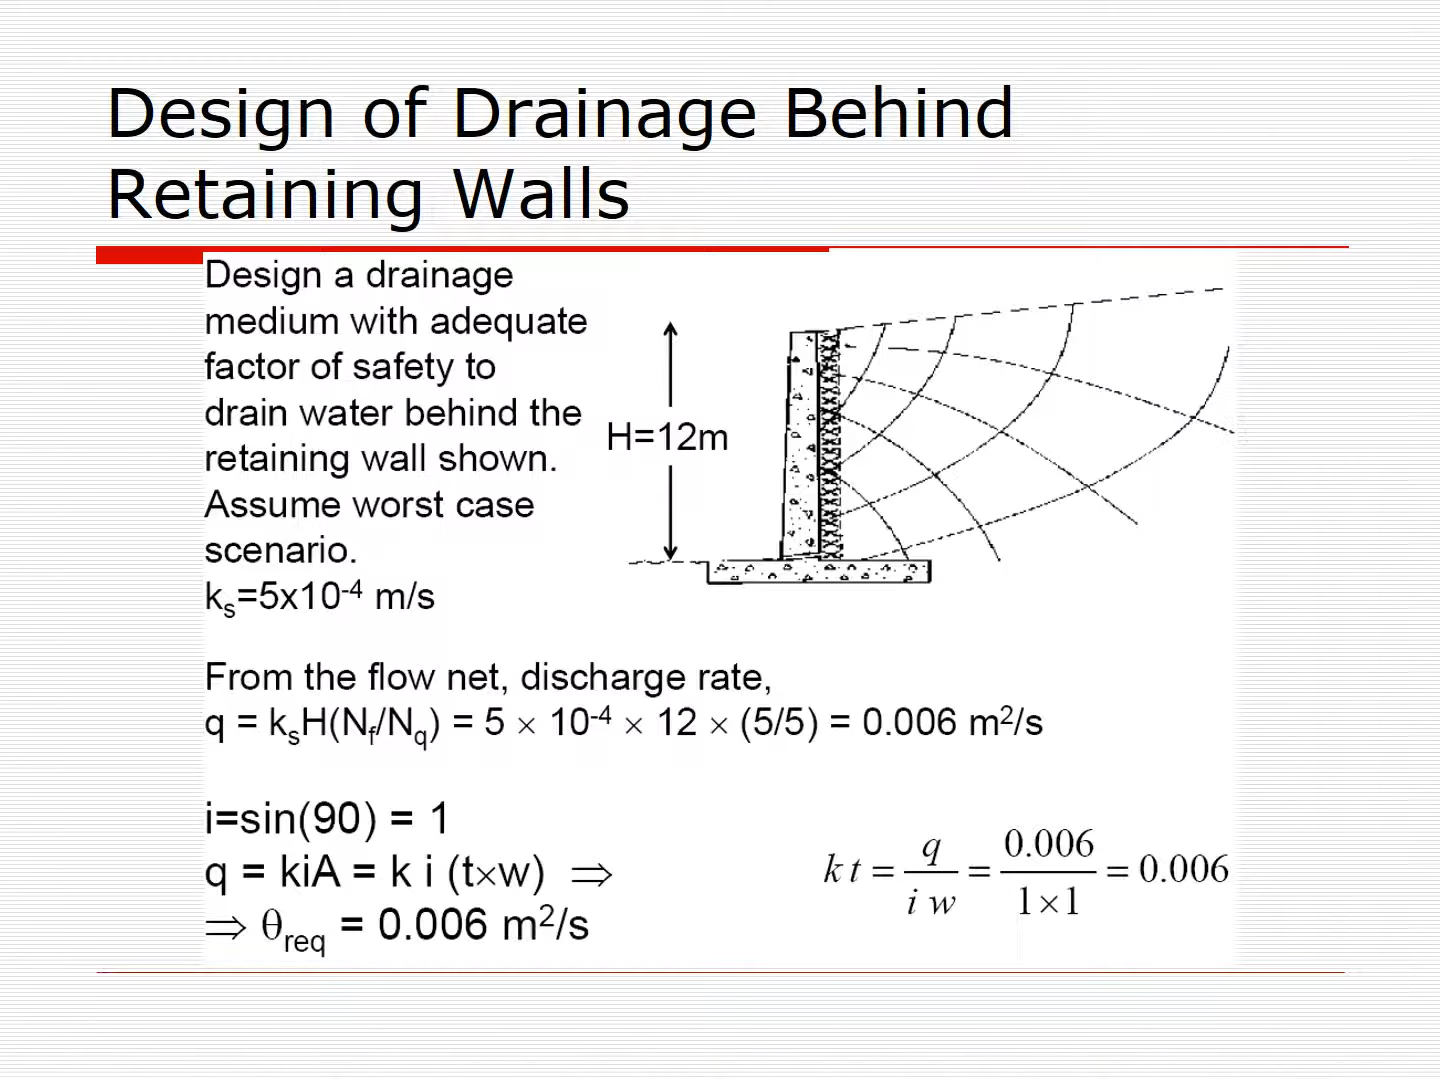 Design of Drainage Behind
Retaining Walls
Design a drainage
medium with adequate
factor of safety to
drain water behind the
retaining wall shown.
Assume worst case
scenario.
kₛ=5x10⁻⁴ m/s
H=12m
From the flow net, discharge rate,
q = kₛH(N_f/N_q) = 5 × 10⁻⁴ × 12 × (5/5) = 0.006 m²/s
i=sin(90) = 1
q = kiA = k i (t×w) ⇒
⇒ θ_req = 0.006 m²/s
k t = q / i w = 0.006 / 1×1 = 0.006